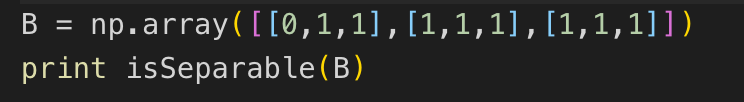 B = np.array([[0,1,1],[1,1,1],[1,1,1]])
print isSeparable(B)